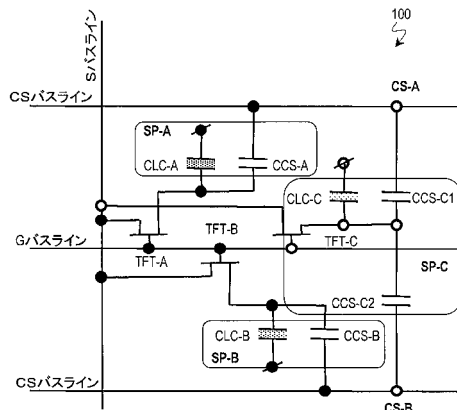 100
Sバスライン
CSバスライン
CS-A
SP-A
CLC-A
CCS-A
CLC-C
CCS-C1
TFT-B
Gバスライン
TFT-A
TFT-C
SP-C
CCS-C2
CLC-B
CCS-B
SP-B
CSバスライン
CS-B